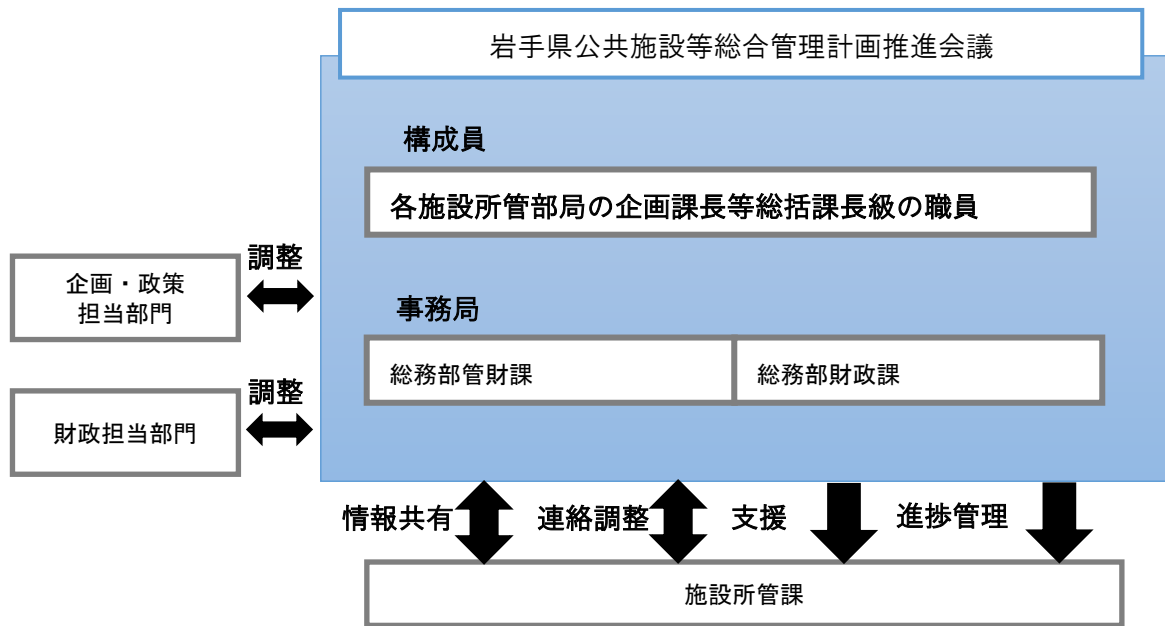 岩手県公共施設等総合管理計画推進会議
構成員
各施設所管部局の企画課長等総括課長級の職員
調整
企画・政策
担当部門
事務局
総務部管財課
総務部財政課
調整
財政担当部門
情報共有
連絡調整
支援
進捗管理
施設所管課